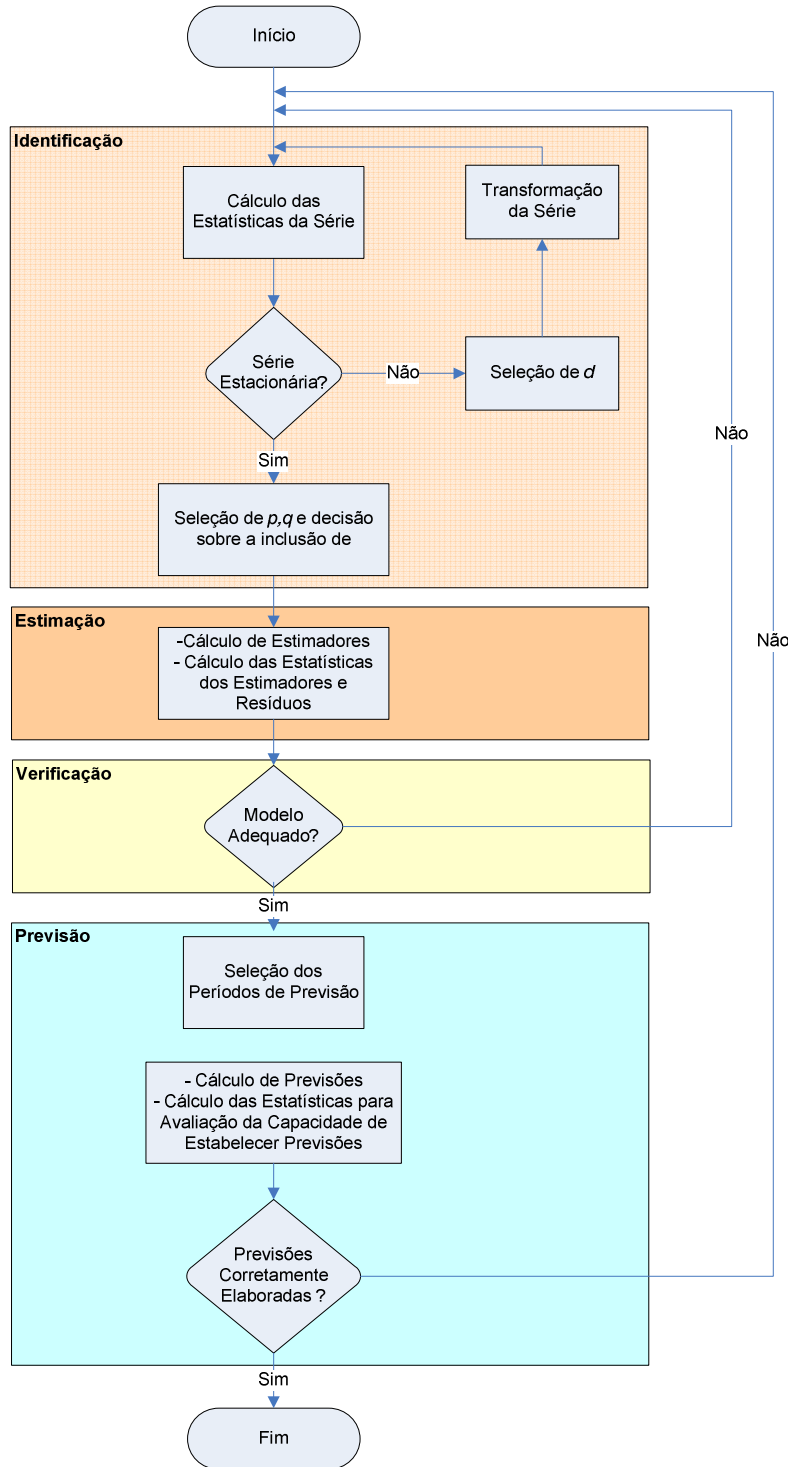 Início
Identificação
Cálculo das
Estatísticas da Série
Transformação
da Série
Série
Estacionária?
Não
Seleção de d
Sim
Seleção de p,q e decisão
sobre a inclusão de
Não
Estimação
-Cálculo de Estimadores
- Cálculo das Estatísticas
dos Estimadores e
Resíduos
Não
Verificação
Modelo
Adequado?
Sim
Previsão
Seleção dos
Períodos de Previsão
- Cálculo de Previsões
- Cálculo das Estatísticas para
Avaliação da Capacidade de
Estabelecer Previsões
Previsões
Corretamente
Elaboradas ?
Sim
Fim